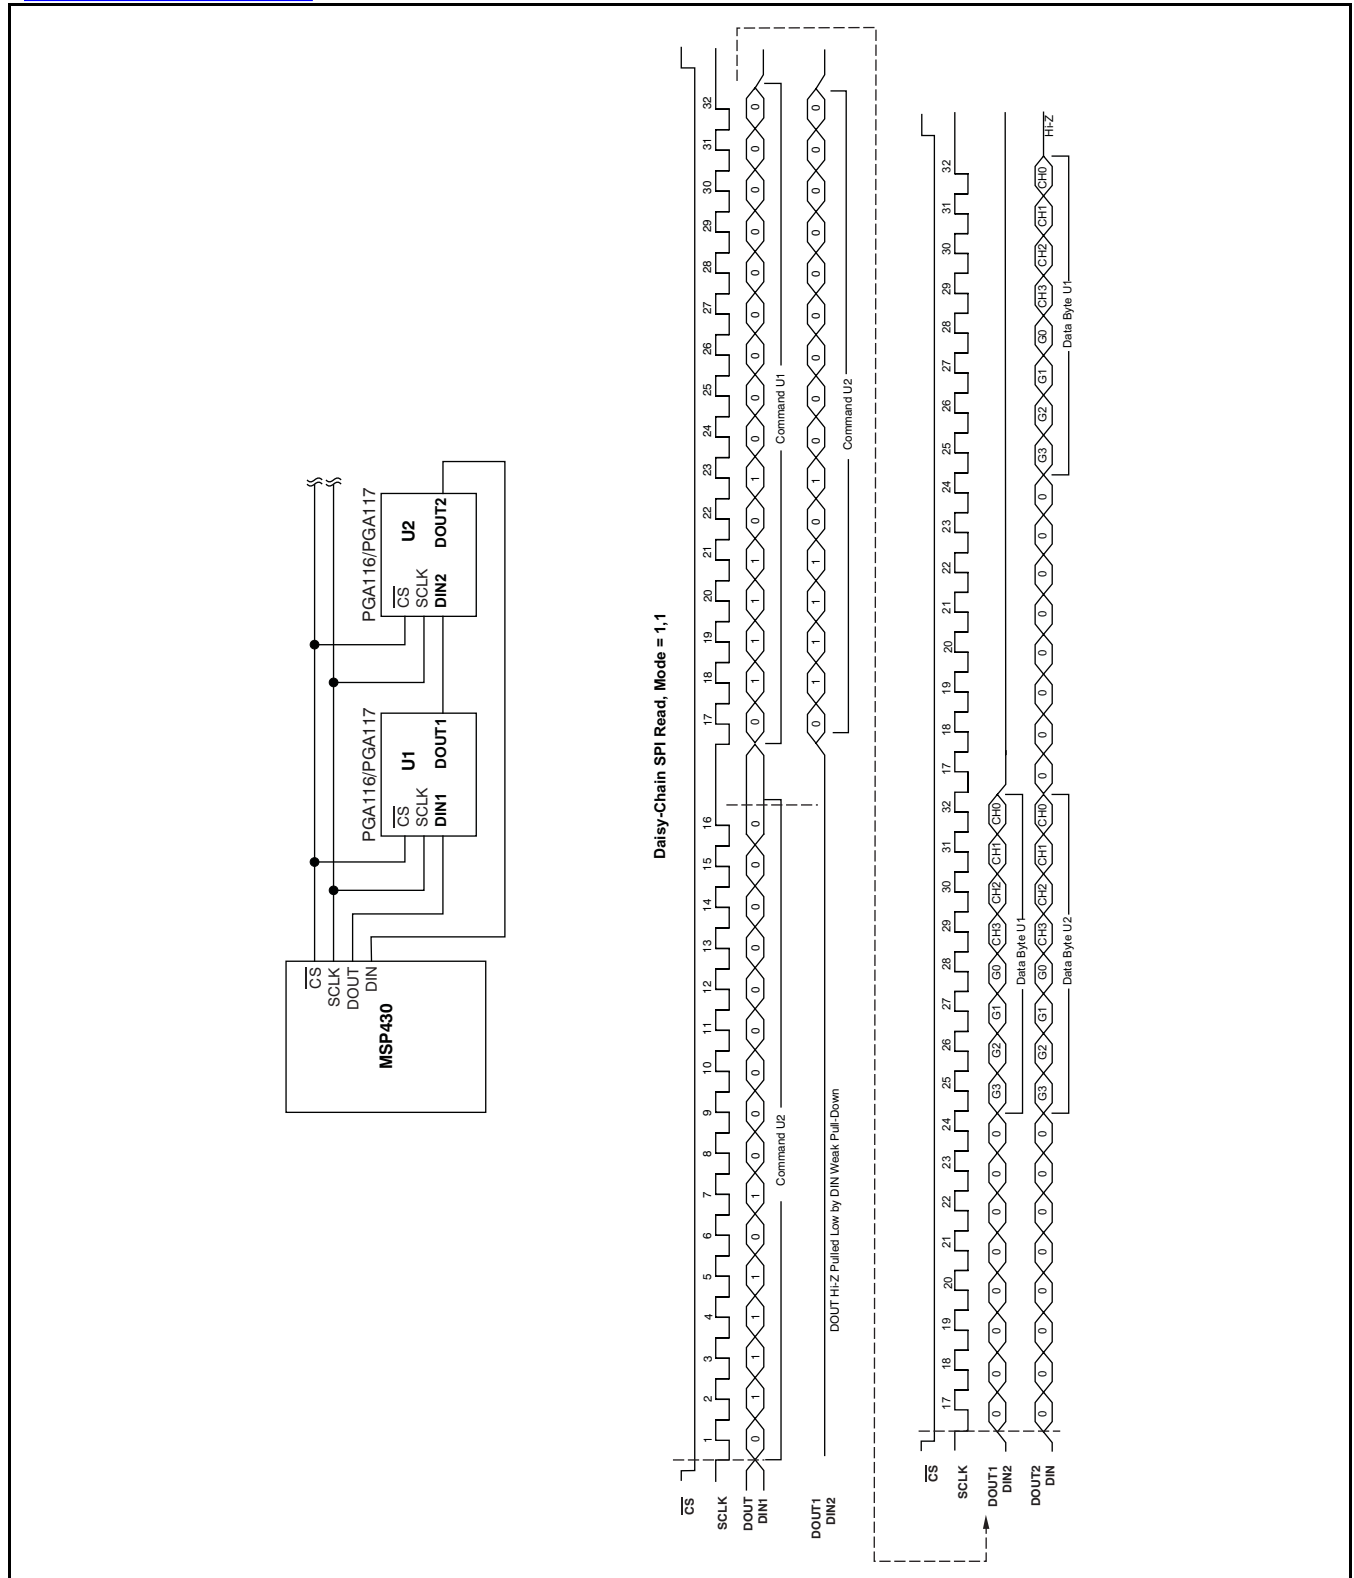 PGA116/PGA117
PGA116/PGA117
MSP430
CS
SCLK
DOUT
DIN
CS
SCLK
DIN1
U1
DOUT1
CS
SCLK
DIN2
U2
DOUT2
Daisy-Chain SPI Read, Mode = 1,1
CS
SCLK
1 2 3 4 5 6 7 8 9 10 11 12 13 14 15 16 17 18 19 20 21 22 23 24 25 26 27 28 29 30 31 32
DOUT
DIN1
0 1 1 1 1 0 1 0 0 0 0 0 0 0 0 0 0 1 1 1 1 0 1 0 0 0 0 0 0 0 0 0
Command U2
Command U1
DOUT1
DIN2
DOUT Hi-Z Pulled Low by DIN Weak Pull-Down
0 1 1 1 1 0 1 0 0 0 0 0 0 0 0 0
Command U2
CS
SCLK
17 18 19 20 21 22 23 24 25 26 27 28 29 30 31 32 17 18 19 20 21 22 23 24 25 26 27 28 29 30 31 32
DOUT1
DIN2
0 0 0 0 0 0 0 0 G3 G2 G1 G0 CH3 CH2 CH1 CH0
Data Byte U1
DOUT2
DIN
0 0 0 0 0 0 0 0 G3 G2 G1 G0 CH3 CH2 CH1 CH0 0 0 0 0 0 0 0 0 G3 G2 G1 G0 CH3 CH2 CH1 CH0
Hi-Z
Data Byte U2
Data Byte U1